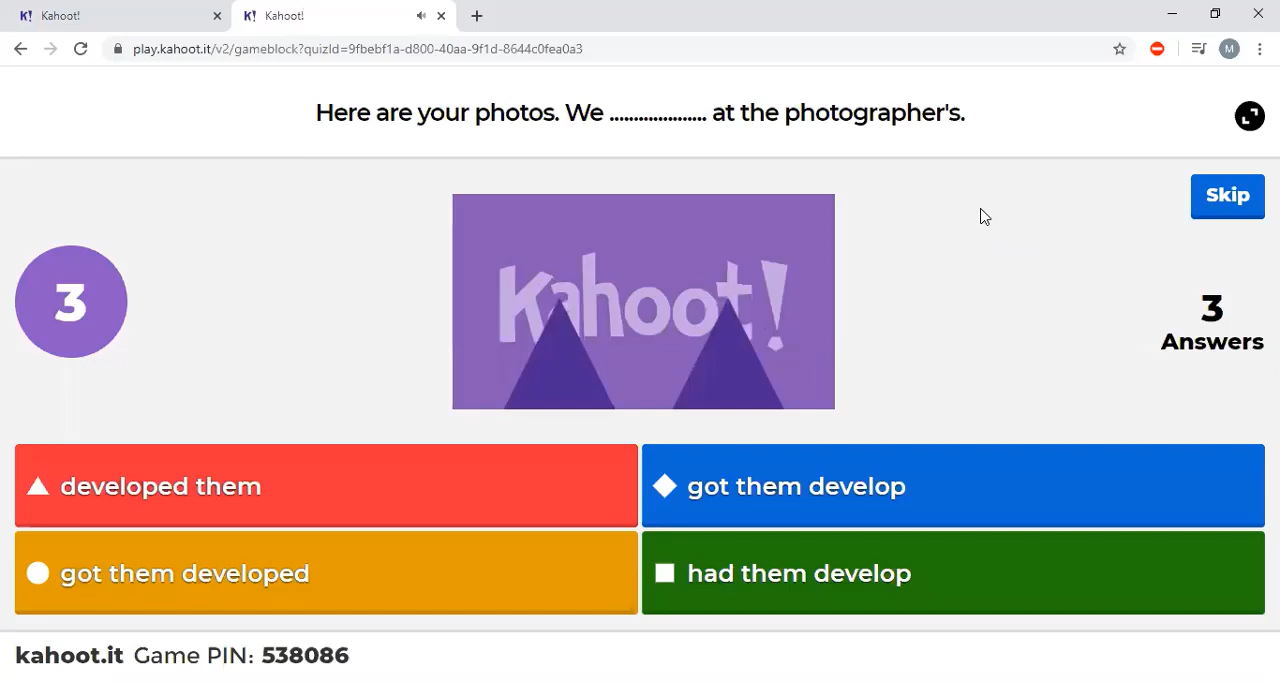 K! Kahoot!
K! Kahoot!
play.kahoot.it/v2/gameblock?quizId=9fbebf1a-d800-40aa-9f1d-8644c0fea0a3
M
Here are your photos. We ................... at the photographer's.
Skip
3
Kahoot!
3
Answers
developed them
got them develop
got them developed
had them develop
kahoot.it Game PIN: 538086